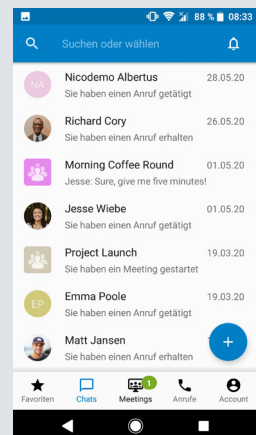 88 % 08:33
Suchen oder wählen
NA
Nicodemo Albertus 28.05.20
Sie haben einen Anruf getätigt
Richard Cory 26.05.20
Sie haben einen Anruf erhalten
Morning Coffee Round 01.05.20
Jesse: Sure, give me five minutes!
Jesse Wiebe 01.05.20
Sie haben einen Anruf getätigt
Project Launch 19.03.20
Sie haben ein Meeting gestartet
EP
Emma Poole 19.03.20
Sie haben einen Anruf getätigt
Matt Jansen
Sie haben einen Anruf erhalten
+
1
Favoriten Chats Meetings Anrufe Account